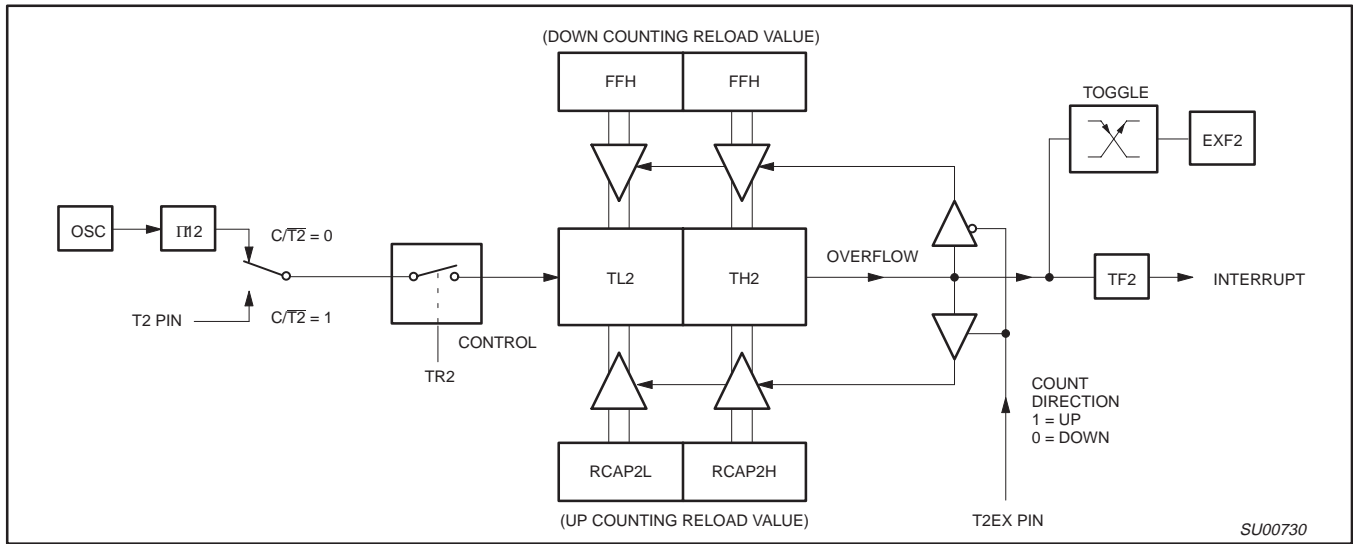 (DOWN COUNTING RELOAD VALUE)
FFH
FFH
TOGGLE
EXF2
OSC
Π12
C/T2 = 0
TL2
TH2
OVERFLOW
TF2
INTERRUPT
T2 PIN
C/T2 = 1
CONTROL
TR2
COUNT
DIRECTION
1 = UP
0 = DOWN
RCAP2L
RCAP2H
(UP COUNTING RELOAD VALUE)
T2EX PIN
SU00730